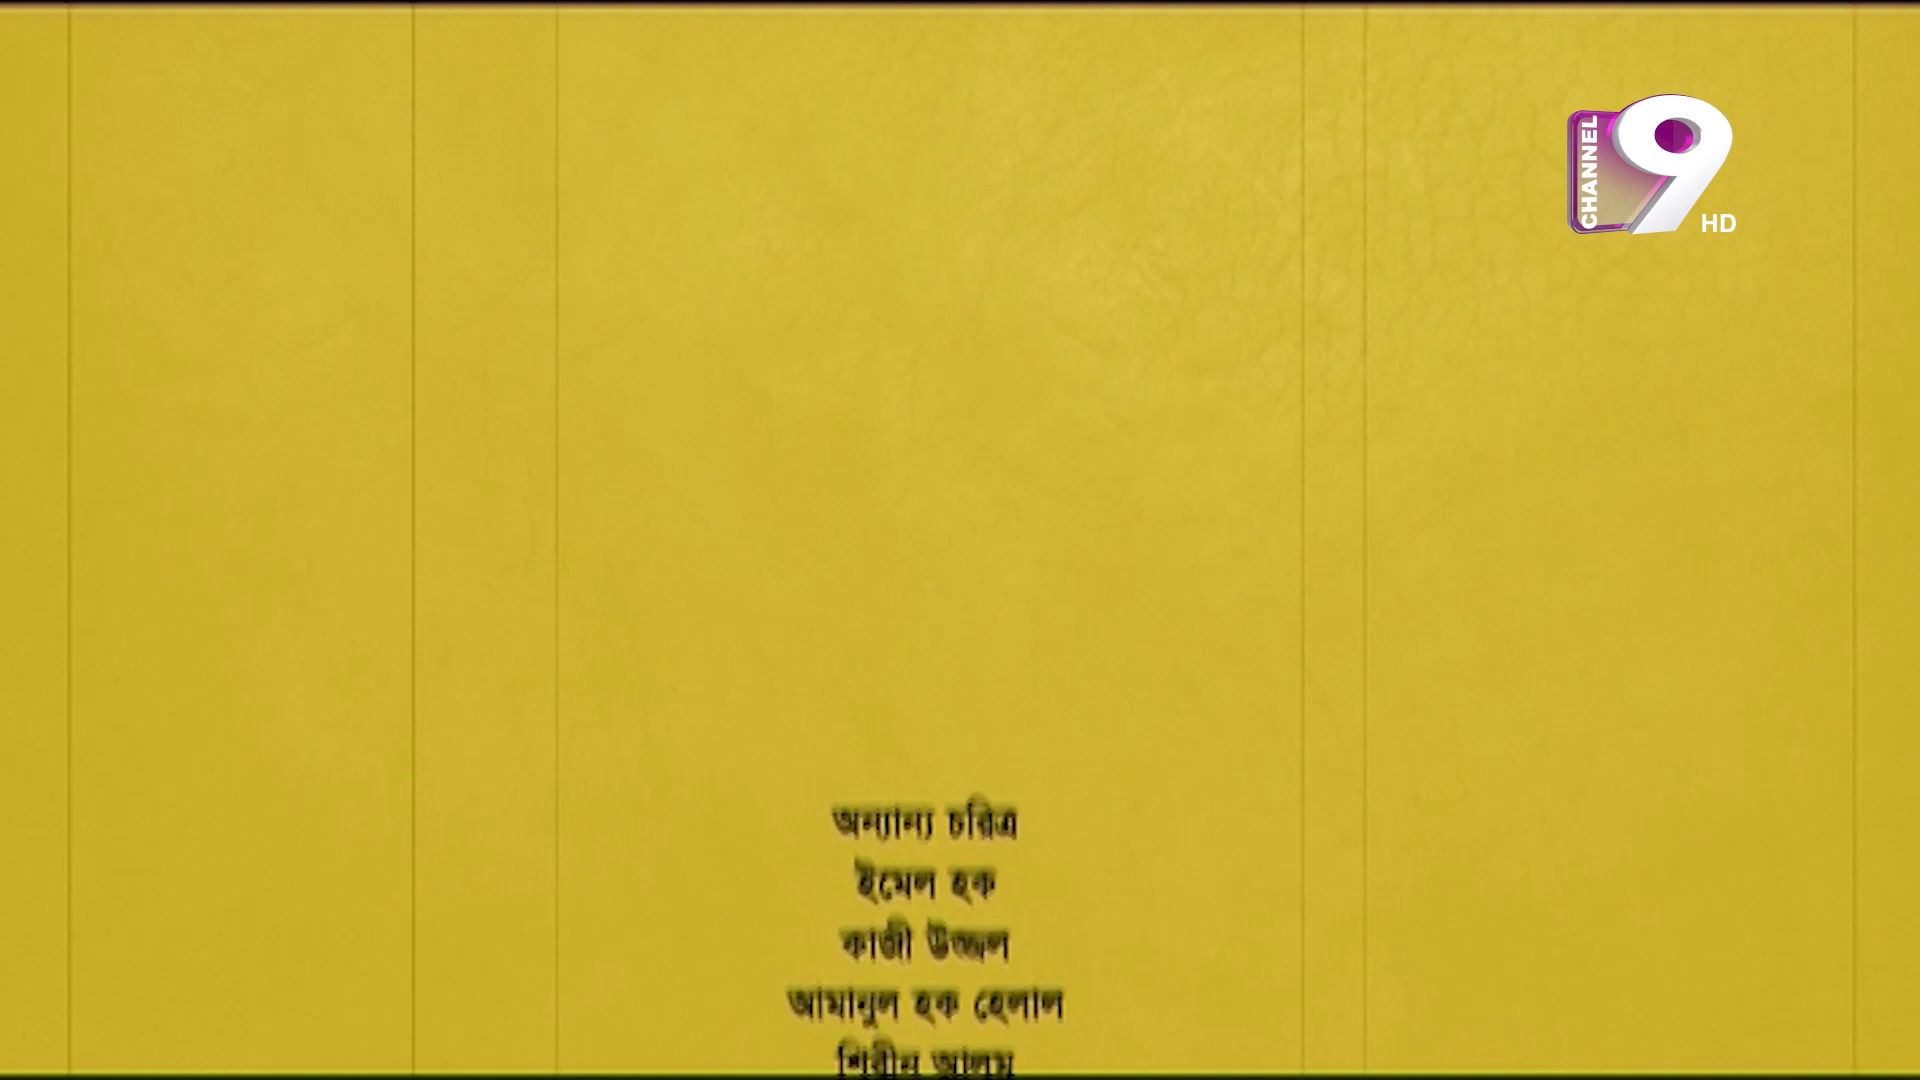 CHANNEL 9 HD
অন্যান্য চরিত্র
ইমেল হক
কাজী উজ্জল
আমানুল হক হেলাল
শিরীন আলম